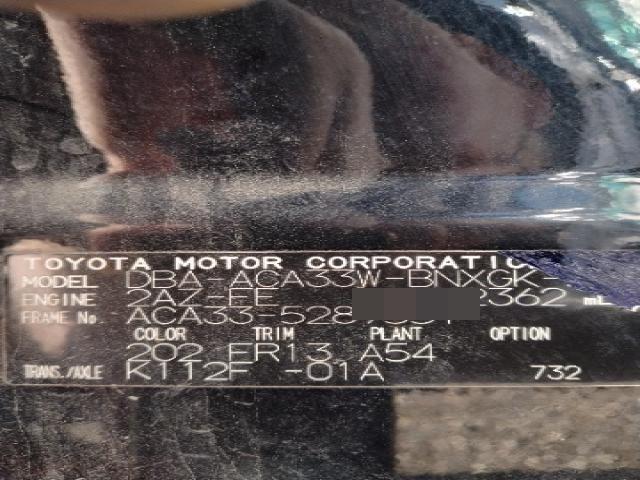 TOYOTA MOTOR CORPORATIO
MODEL DBA-ACA33W-BNXGK
ENGINE 2AZ-FE 2362 mL
FRAME No. ACA33-528
COLOR TRIM PLANT OPTION
202 FR13 A54
TRANS./AXLE K112F -01A 732